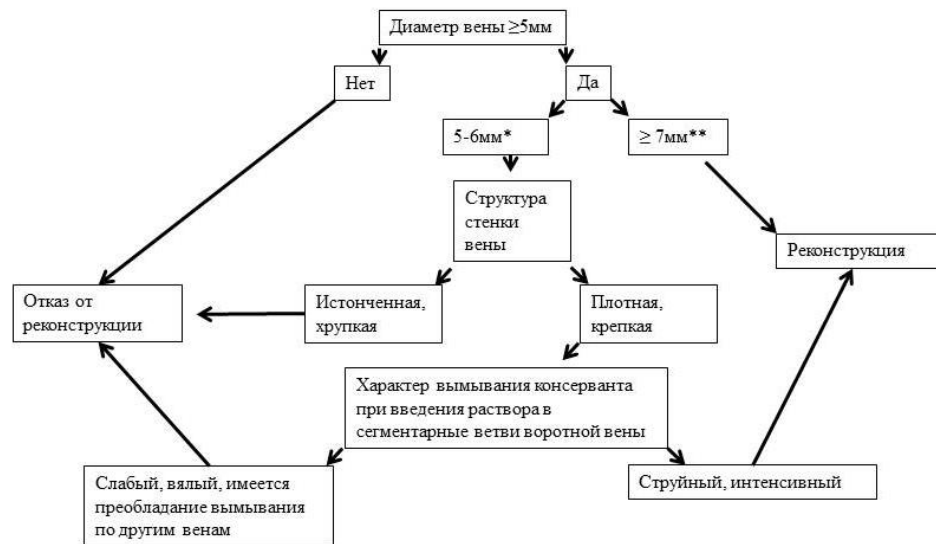 Диаметр вены ≥5мм
Нет
Да
5-6мм*
≥ 7мм**
Структура
стенки
вены
Реконструкция
Отказ от
реконструкции
Истонченная,
хрупкая
Плотная,
крепкая
Характер вымывания консерванта
при введения раствора в
сегментарные ветви воротной вены
Слабый, вялый, имеется
преобладание вымывания
по другим венам
Струйный, интенсивный